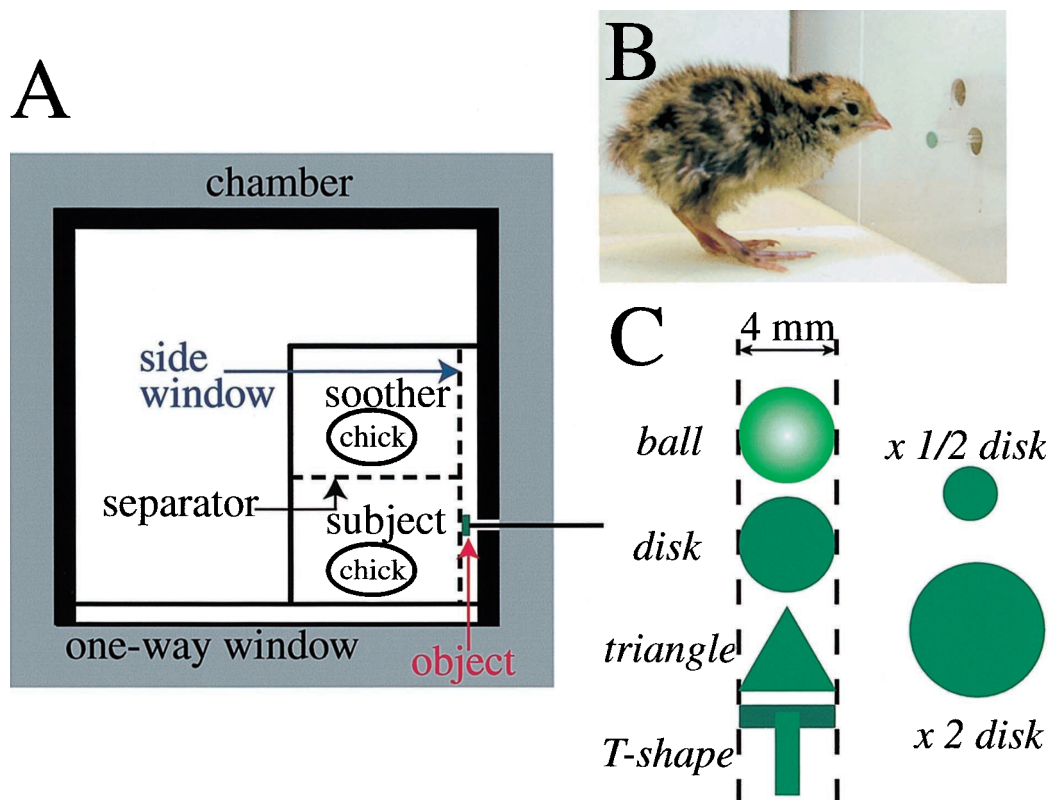 A
chamber
side
window
soother
chick
separator
subject
chick
one-way window
object
B
C
4 mm
ball
disk
triangle
T-shape
x 1/2 disk
x 2 disk